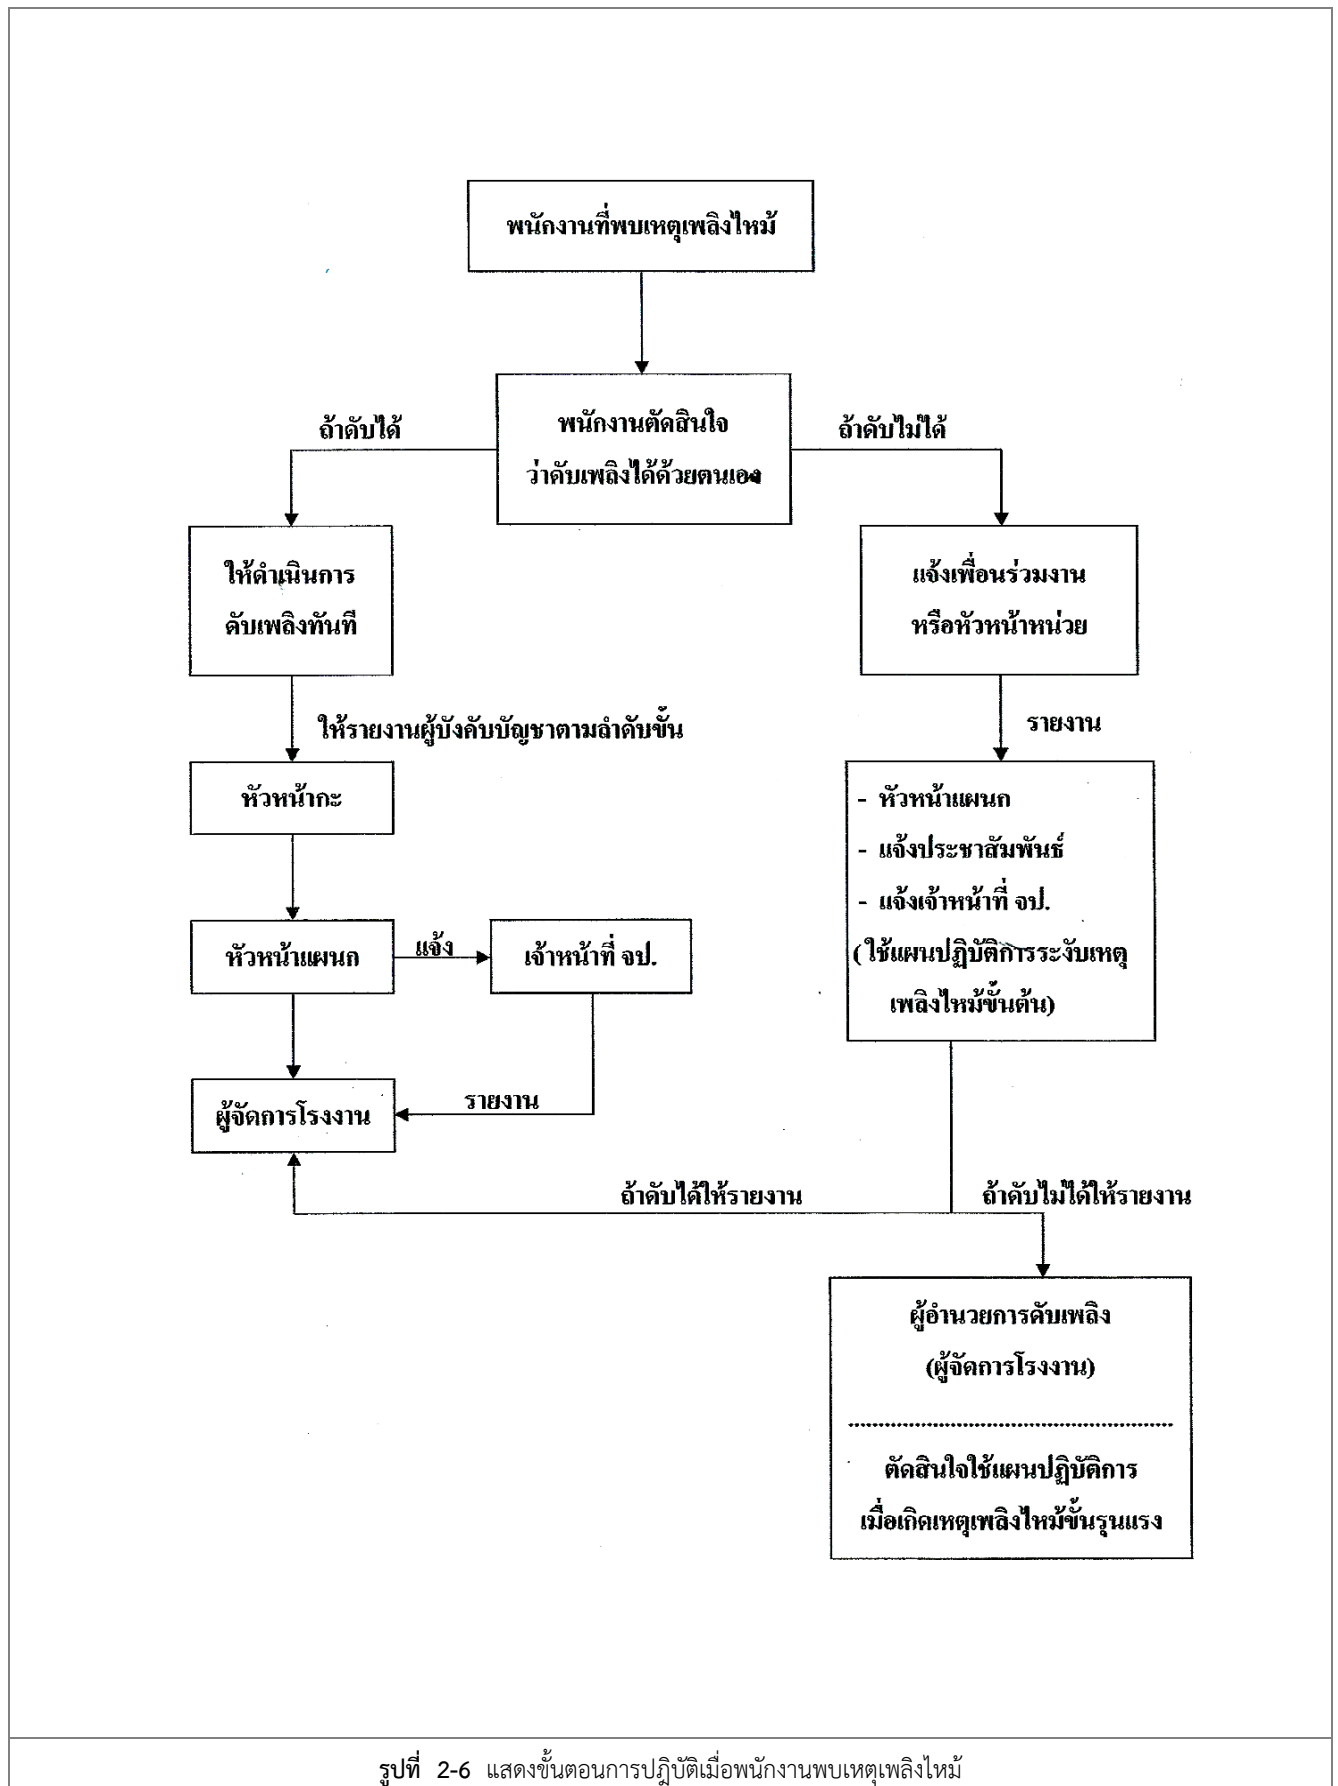 พนักงานที่พบเหตุเพลิงไหม้
พนักงานตัดสินใจ
ว่าดับเพลิงได้ด้วยตนเอง
ถ้าดับได้
ถ้าดับไม่ได้
ให้ดำเนินการ
ดับเพลิงทันที
แจ้งเพื่อนร่วมงาน
หรือหัวหน้าหน่วย
ให้รายงานผู้บังคับบัญชาตามลำดับขั้น
รายงาน
หัวหน้ากะ
- หัวหน้าแผนก
- แจ้งประชาสัมพันธ์
- แจ้งเจ้าหน้าที่ จป.
(ใช้แผนปฏิบัติการระงับเหตุ
เพลิงไหม้ขั้นต้น)
หัวหน้าแผนก
แจ้ง
เจ้าหน้าที่ จป.
ผู้จัดการโรงงาน
รายงาน
ถ้าดับได้ให้รายงาน
ถ้าดับไม่ได้ให้รายงาน
ผู้อำนวยการดับเพลิง
(ผู้จัดการโรงงาน)
ตัดสินใจใช้แผนปฏิบัติการ
เมื่อเกิดเหตุเพลิงไหม้ขั้นรุนแรง
รูปที่ 2-6 แสดงขั้นตอนการปฏิบัติเมื่อพนักงานพบเหตุเพลิงไหม้